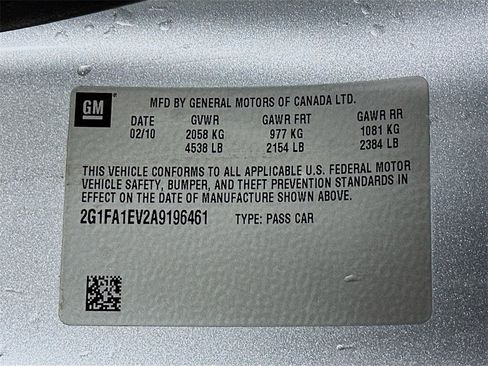 GM
MFD BY GENERAL MOTORS OF CANADA LTD.
DATE GVWR GAWR FRT GAWR RR
02/10 2058 KG 977 KG 1081 KG
4538 LB 2154 LB 2384 LB
THIS VEHICLE CONFORMS TO ALL APPLICABLE U.S. FEDERAL MOTOR
VEHICLE SAFETY, BUMPER, AND THEFT PREVENTION STANDARDS IN
EFFECT ON THE DATE OF MANUFACTURE SHOWN ABOVE.
2G1FA1EV2A9196461 TYPE: PASS CAR